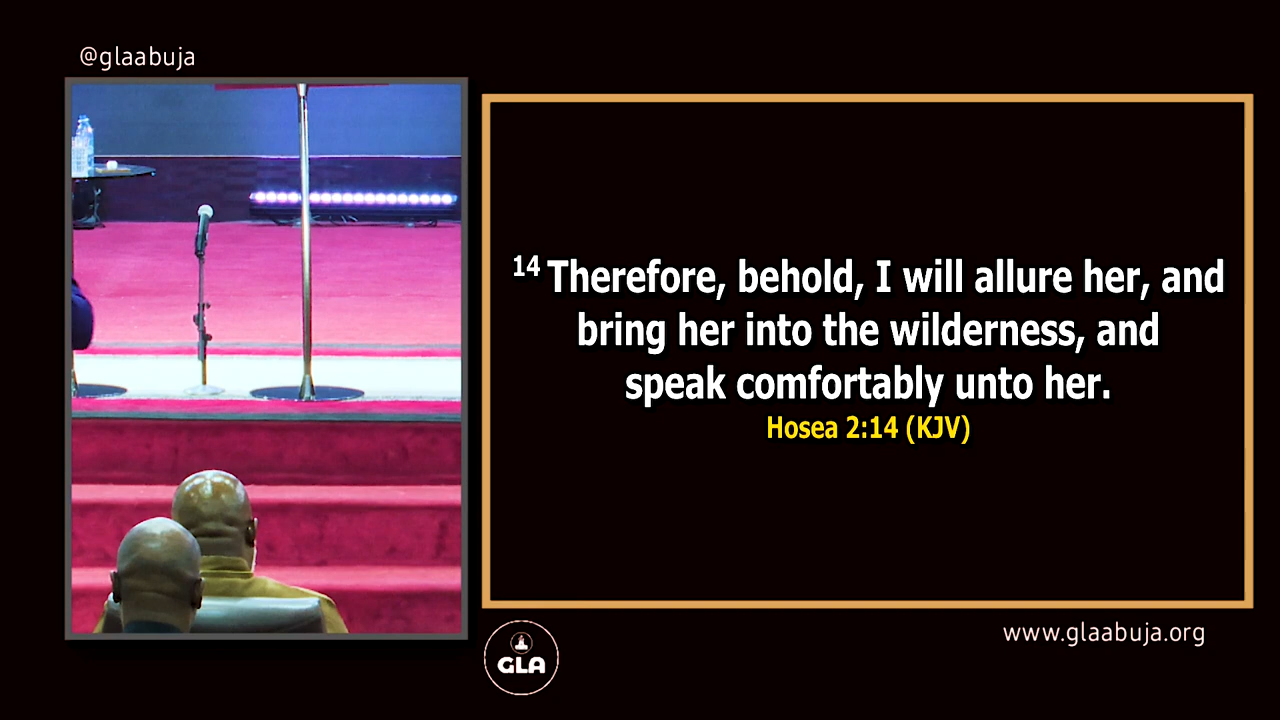 @glaabuja
14 Therefore, behold, I will allure her, and
bring her into the wilderness, and
speak comfortably unto her.
Hosea 2:14 (KJV)
www.glaabuja.org
GLA